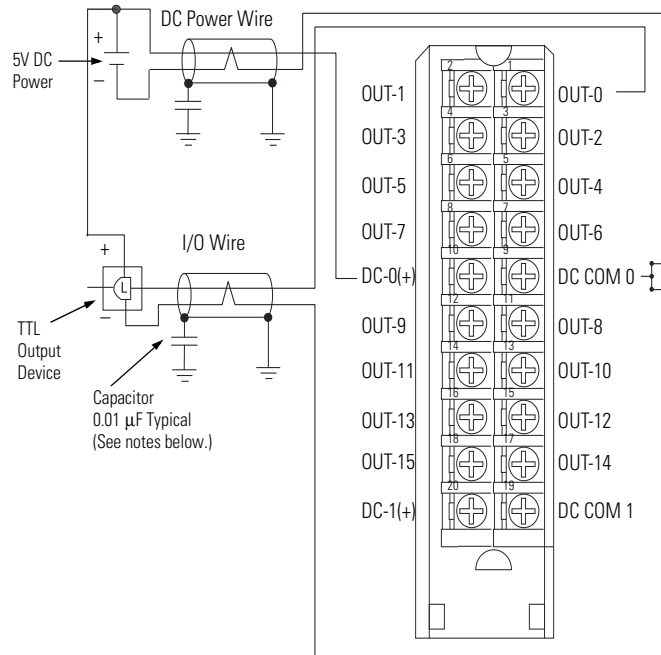 DC Power Wire
+
5V DC
Power
−
I/O Wire
+
L
−
TTL
Output
Device
Capacitor
0.01 μF Typical
(See notes below.)
2 1
OUT-1 OUT-0
4 3
OUT-3 OUT-2
6 5
OUT-5 OUT-4
8 7
OUT-7 OUT-6
10 9
DC-0(+) DC COM 0
12 11
OUT-9 OUT-8
14 13
OUT-11 OUT-10
16 15
OUT-13 OUT-12
18 17
OUT-15 OUT-14
20 19
DC-1(+) DC COM 1